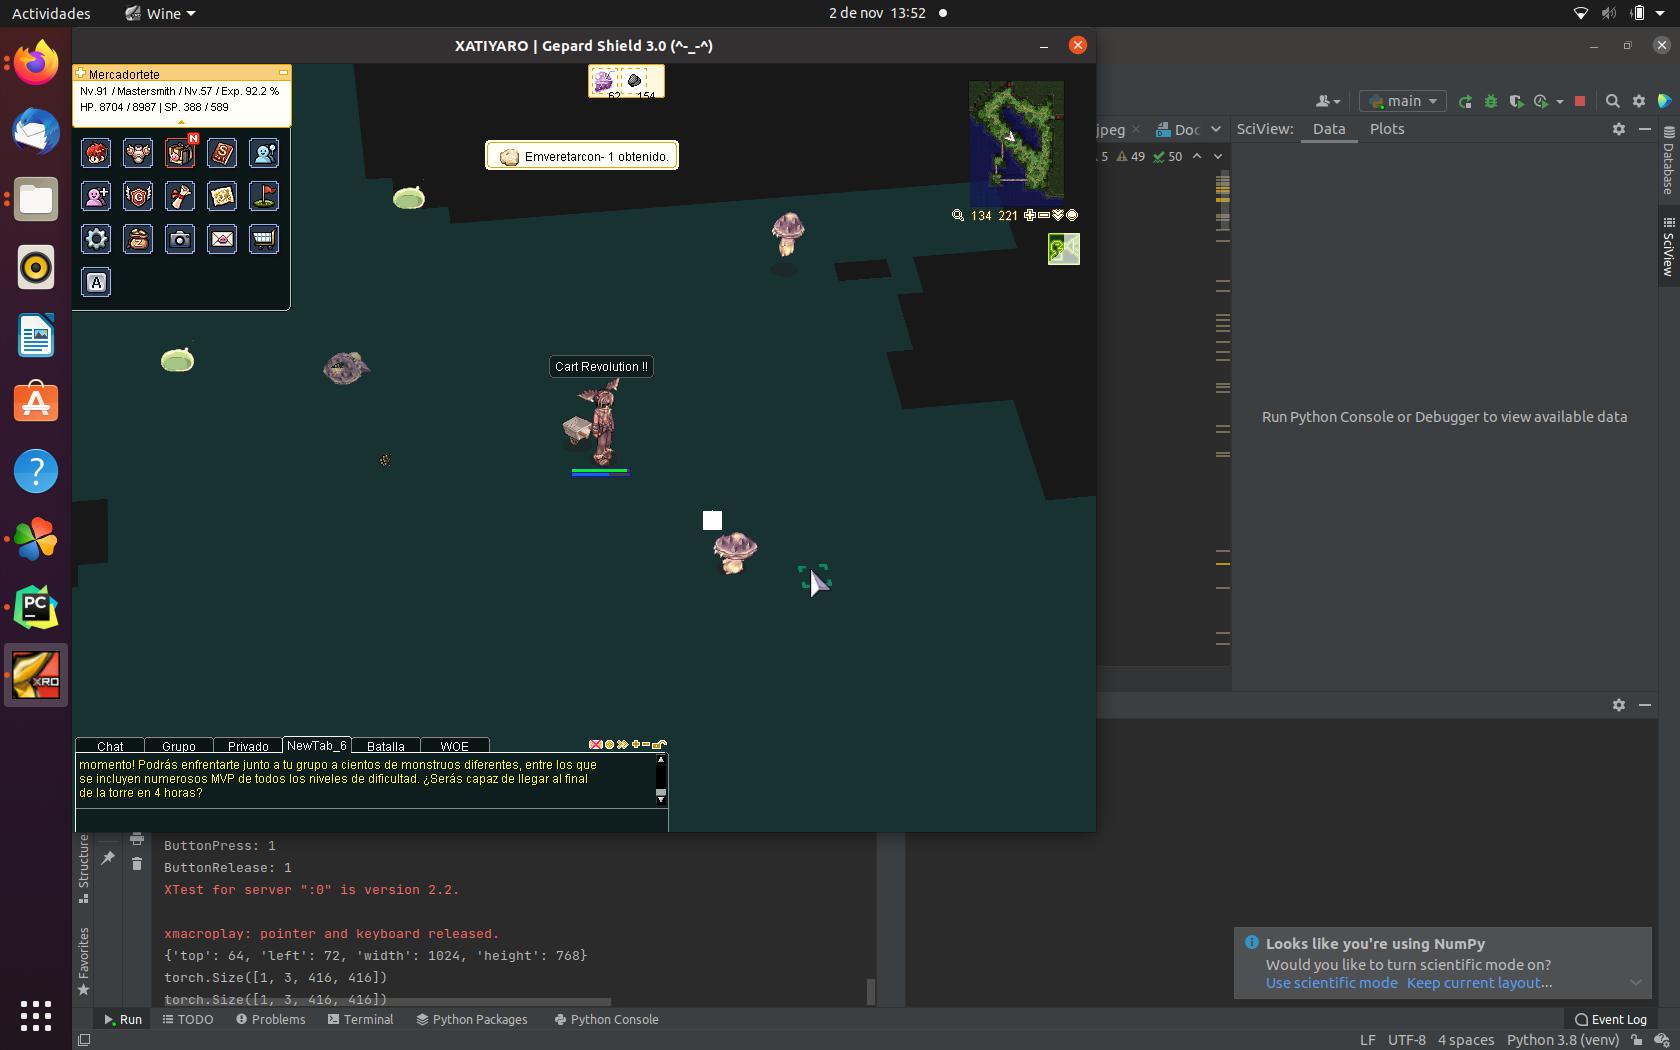 Actividades
Wine
2 de nov 13:52
XATIYARO | Gepard Shield 3.0 (^-_-^)
Mercadortete
Nv.91 / Mastersmith / Nv.57 / Exp. 92.2 %
HP. 8704 / 8987 | SP. 388 / 589
N
A
62 154
Emveretarcon- 1 obtenido.
134 221
Cart Revolution !!
Chat Grupo Privado NewTab_6 Batalla WOE
momento! Podrás enfrentarte junto a tu grupo a cientos de monstruos diferentes, entre los que
se incluyen numerosos MVP de todos los niveles de dificultad. ¿Serás capaz de llegar al final
de la torre en 4 horas?
main
jpeg
Doc
SciView: Data Plots
5 49 50
Database
SciView
Run Python Console or Debugger to view available data
PC
XRO
Structure
Favorites
ButtonPress: 1
ButtonRelease: 1
XTest for server ":0" is version 2.2.
xmacroplay: pointer and keyboard released.
{'top': 64, 'left': 72, 'width': 1024, 'height': 768}
torch.Size([1, 3, 416, 416])
torch.Size([1, 3, 416, 416])
Looks like you're using NumPy
Would you like to turn scientific mode on?
Use scientific mode Keep current layout...
Run TODO Problems Terminal Python Packages Python Console
Event Log
LF UTF-8 4 spaces Python 3.8 (venv)